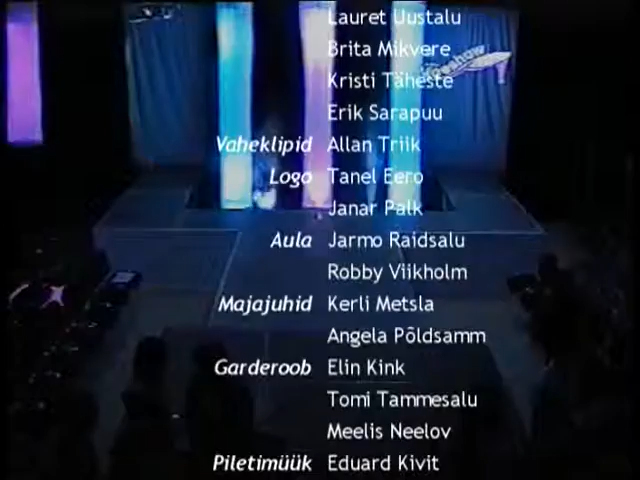 Lauret Uustalu
Brita Mikvere
Kristi Täheste
Erik Sarapuu
Vaheklipid Allan Triik
Logo Tanel Eero
Janar Palk
Aula Jarmo Raidsalu
Robby Viikholm
Majajuhid Kerli Metsla
Angela Põldsamm
Garderoob Elin Kink
Tomi Tammesalu
Meelis Neelov
Piletimüük Eduard Kivit